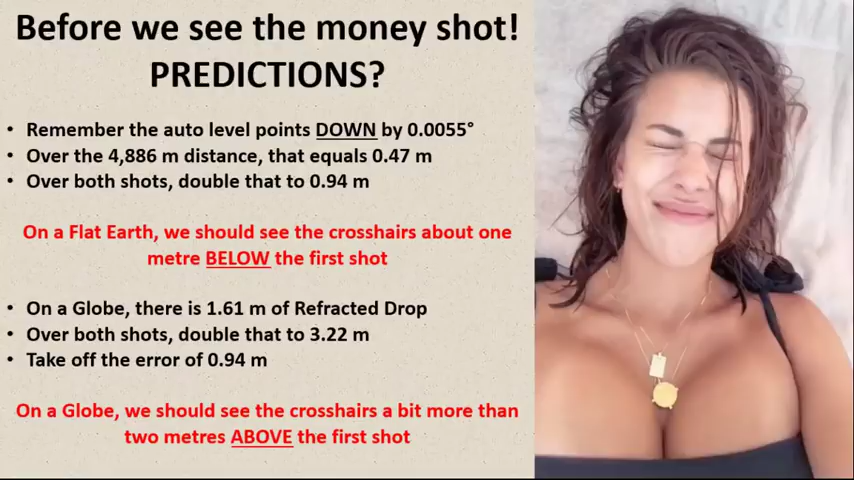 Before we see the money shot!
PREDICTIONS?
• Remember the auto level points DOWN by 0.0055°
• Over the 4,886 m distance, that equals 0.47 m
• Over both shots, double that to 0.94 m
On a Flat Earth, we should see the crosshairs about one
metre BELOW the first shot
• On a Globe, there is 1.61 m of Refracted Drop
• Over both shots, double that to 3.22 m
• Take off the error of 0.94 m
On a Globe, we should see the crosshairs a bit more than
two metres ABOVE the first shot